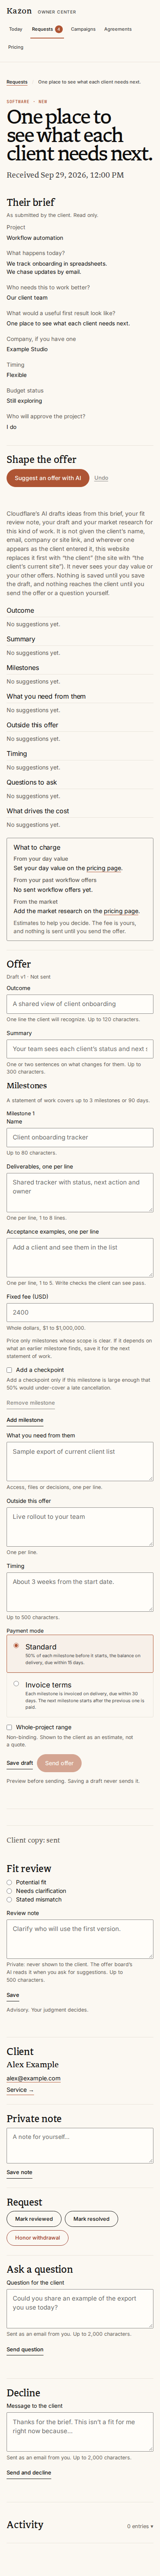 Kazon OWNER CENTER
Today Requests 4 Campaigns Agreements
Pricing
Requests One place to see what each client needs next.
SOFTWARE · NEW
One place to
see what each
client needs next.
Received Sep 29, 2026, 12:00 PM
Their brief
As submitted by the client. Read only.
Project
Workflow automation
What happens today?
We track onboarding in spreadsheets.
We chase updates by email.
Who needs this to work better?
Our client team
What would a useful first result look like?
One place to see what each client needs next.
Company, if you have one
Example Studio
Timing
Flexible
Budget status
Still exploring
Who will approve the project?
I do
Shape the offer
Suggest an offer with AI Undo
Cloudflare's AI drafts ideas from this brief, your fit
review, your draft and your market research for
this kind of work. It is not given the client's name,
email, company or site link, and wherever one
appears as the client entered it, this website
replaces it first with "the client" (the site with "the
client's current site"). It never sees your day value or
your other offers. Nothing is saved until you save
the draft, and nothing reaches the client until you
send the offer or a question yourself.
Outcome
No suggestions yet.
Summary
No suggestions yet.
Milestones
No suggestions yet.
What you need from them
No suggestions yet.
Outside this offer
No suggestions yet.
Timing
No suggestions yet.
Questions to ask
No suggestions yet.
What drives the cost
No suggestions yet.
What to charge
From your day value
Set your day value on the pricing page.
From your past workflow offers
No sent workflow offers yet.
From the market
Add the market research on the pricing page.
Estimates to help you decide. The fee is yours,
and nothing is sent until you send the offer.
Offer
Draft v1 · Not sent
Outcome
A shared view of client onboarding
One line the client will recognize. Up to 120 characters.
Summary
Your team sees each client's status and next
One or two sentences on what changes for them. Up to
300 characters.
Milestones
A statement of work covers up to 3 milestones or 90 days.
Milestone 1
Name
Client onboarding tracker
Up to 80 characters.
Deliverables, one per line
Shared tracker with status, next action and
owner
One per line, 1 to 8 lines.
Acceptance examples, one per line
Add a client and see them in the list
One per line, 1 to 5. Write checks the client can see pass.
Fixed fee (USD)
2400
Whole dollars, $1 to $1,000,000.
Price only milestones whose scope is clear. If it depends on
what an earlier milestone finds, save it for the next
statement of work.
Add a checkpoint
Add a checkpoint only if this milestone is large enough that
50% would under-cover a late cancellation.
Remove milestone
Add milestone
What you need from them
Sample export of current client list
Access, files or decisions, one per line.
Outside this offer
Live rollout to your team
One per line.
Timing
About 3 weeks from the start date.
Up to 500 characters.
Payment mode
Standard
50% of each milestone before it starts, the balance on
delivery, due within 15 days.
Invoice terms
Each milestone is invoiced on delivery, due within 30
days. The next milestone starts after the previous one is
paid.
Whole-project range
Non-binding. Shown to the client as an estimate, not
a quote.
Save draft Send offer
Preview before sending. Saving a draft never sends it.
Client copy: sent
Fit review
Potential fit
Needs clarification
Stated mismatch
Review note
Clarify who will use the first version.
Private: never shown to the client. The offer board's
AI reads it when you ask for suggestions. Up to
500 characters.
Save
Advisory. Your judgment decides.
Client
Alex Example
alex@example.com
Service →
Private note
A note for yourself...
Save note
Request
Mark reviewed Mark resolved
Honor withdrawal
Ask a question
Question for the client
Could you share an example of the export
you use today?
Sent as an email from you. Up to 2,000 characters.
Send question
Decline
Message to the client
Thanks for the brief. This isn't a fit for me
right now because...
Sent as an email from you. Up to 2,000 characters.
Send and decline
Activity 0 entries ▾